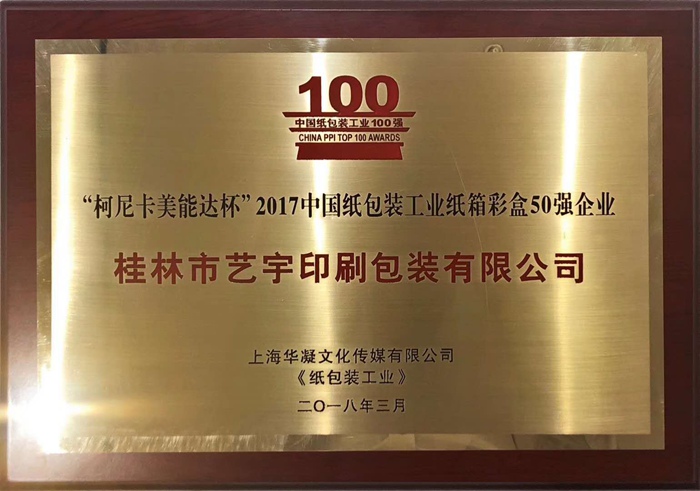 100
中国纸包装工业100强
CHINA PPI TOP 100 AWARDS
“柯尼卡美能达杯”2017中国纸包装工业纸箱彩盒50强企业
桂林市艺宇印刷包装有限公司
上海华凝文化传媒有限公司
《纸包装工业》
二〇一八年三月